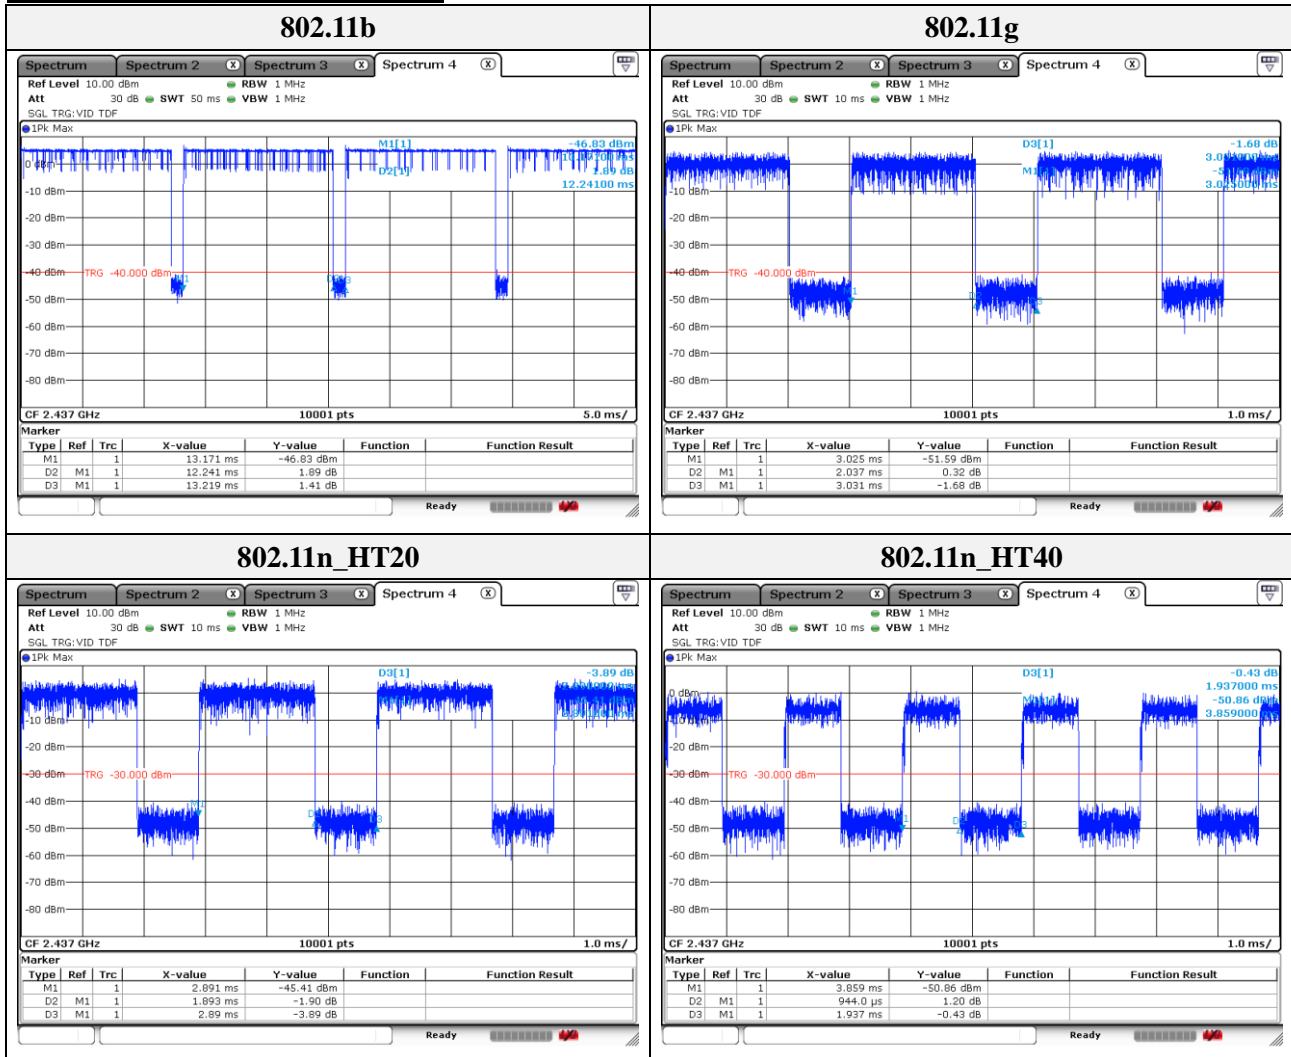 802.11b
802.11g
Spectrum Spectrum 2 X Spectrum 3 X Spectrum 4 X
Ref Level 10.00 dBm RBW 1 MHz
Att 30 dB SWT 50 ms VBW 1 MHz
SGL TRG:VID TDF
1Pk Max
M1[1] -46.83 dBm
D2[1] 1.89 dB
12.24100 ms
0 dBm
-10 dBm
-20 dBm
-30 dBm
-40 dBm TRG -40.000 dBm
-50 dBm
-60 dBm
-70 dBm
-80 dBm
CF 2.437 GHz 10001 pts 5.0 ms/
Marker
Type Ref Trc X-value Y-value Function Function Result
M1 1 13.171 ms -46.83 dBm
D2 M1 1 12.241 ms 1.89 dB
D3 M1 1 13.219 ms 1.41 dB
Ready
Spectrum Spectrum 2 X Spectrum 3 X Spectrum 4 X
Ref Level 10.00 dBm RBW 1 MHz
Att 30 dB SWT 10 ms VBW 1 MHz
SGL TRG:VID TDF
1Pk Max
D3[1] -1.68 dB
M1[1]
3.025000 ms
0 dBm
-10 dBm
-20 dBm
-30 dBm
-40 dBm TRG -40.000 dBm
M1
-50 dBm
-60 dBm
-70 dBm
-80 dBm
CF 2.437 GHz 10001 pts 1.0 ms/
Marker
Type Ref Trc X-value Y-value Function Function Result
M1 1 3.025 ms -51.59 dBm
D2 M1 1 2.037 ms 0.32 dB
D3 M1 1 3.031 ms -1.68 dB
Ready
802.11n_HT20
802.11n_HT40
Spectrum Spectrum 2 X Spectrum 3 X Spectrum 4 X
Ref Level 10.00 dBm RBW 1 MHz
Att 30 dB SWT 10 ms VBW 1 MHz
SGL TRG:VID TDF
1Pk Max
D3[1] -3.89 dB
0 dBm
-10 dBm
-20 dBm
-30 dBm TRG -30.000 dBm
-40 dBm
M1
-50 dBm
-60 dBm
-70 dBm
-80 dBm
CF 2.437 GHz 10001 pts 1.0 ms/
Marker
Type Ref Trc X-value Y-value Function Function Result
M1 1 2.891 ms -45.41 dBm
D2 M1 1 1.893 ms -1.90 dB
D3 M1 1 2.89 ms -3.89 dB
Ready
Spectrum Spectrum 2 X Spectrum 3 X Spectrum 4 X
Ref Level 10.00 dBm RBW 1 MHz
Att 30 dB SWT 10 ms VBW 1 MHz
SGL TRG:VID TDF
1Pk Max
D3[1] -0.43 dB
1.937000 ms
-50.86 dBm
3.859000 ms
0 dBm
-10 dBm
-20 dBm
-30 dBm TRG -30.000 dBm
-40 dBm
-50 dBm
-60 dBm
-70 dBm
-80 dBm
CF 2.437 GHz 10001 pts 1.0 ms/
Marker
Type Ref Trc X-value Y-value Function Function Result
M1 1 3.859 ms -50.86 dBm
D2 M1 1 944.0 µs 1.20 dB
D3 M1 1 1.937 ms -0.43 dB
Ready